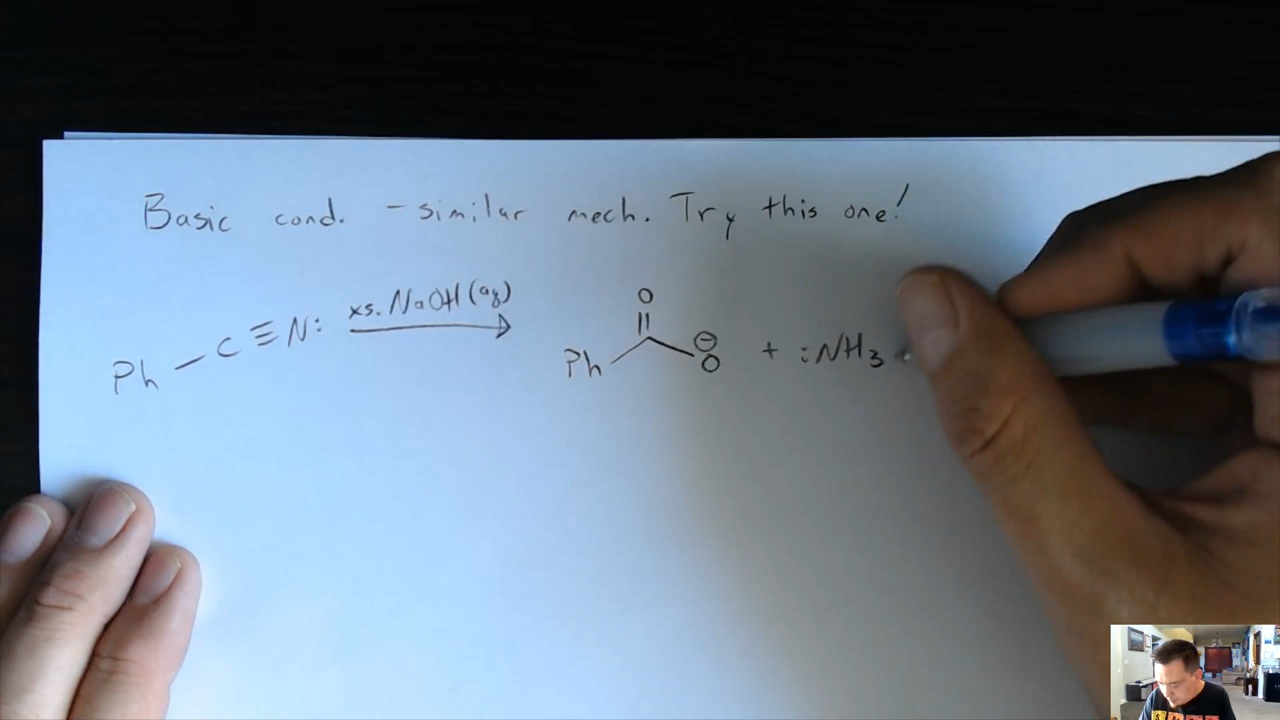 Basic cond. - similar mech. Try this one!
Ph - C ≡ N: xs. NaOH (aq) → Ph O || O ⊖ + :NH3